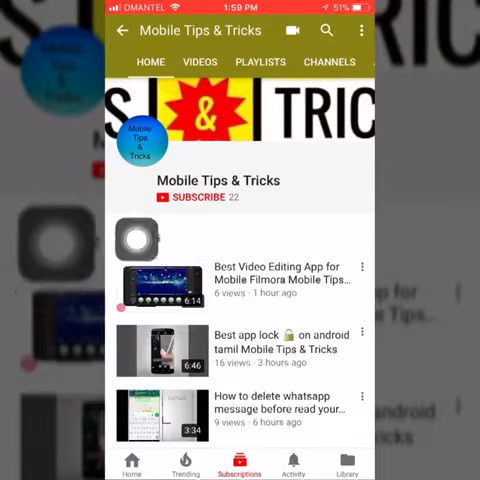 OMANTEL 1:59 PM 51%
Mobile Tips & Tricks
HOME VIDEOS PLAYLISTS CHANNELS
S & TRIC
Mobile
Tips
&
Tricks
Mobile Tips & Tricks
SUBSCRIBE 22
Best Video Editing App for
Mobile Filmora Mobile Tips...
6 views · 1 hour ago
6:14
Best app lock 🔒 on android
tamil Mobile Tips & Tricks
16 views · 3 hours ago
6:46
How to delete whatsapp
message before read your...
9 views · 6 hours ago
3:34
Home Trending Subscriptions Activity Library